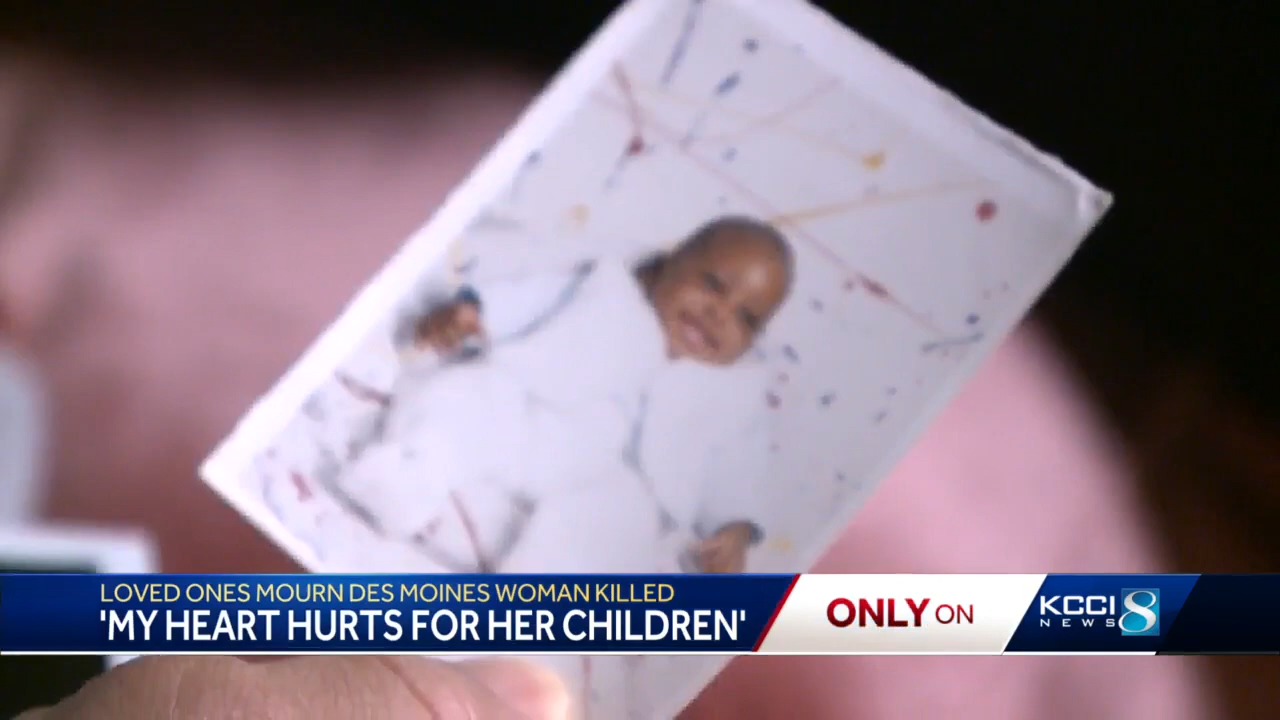 LOVED ONES MOURN DES MOINES WOMAN KILLED
'MY HEART HURTS FOR HER CHILDREN'
ONLY ON
KCCI 8
NEWS